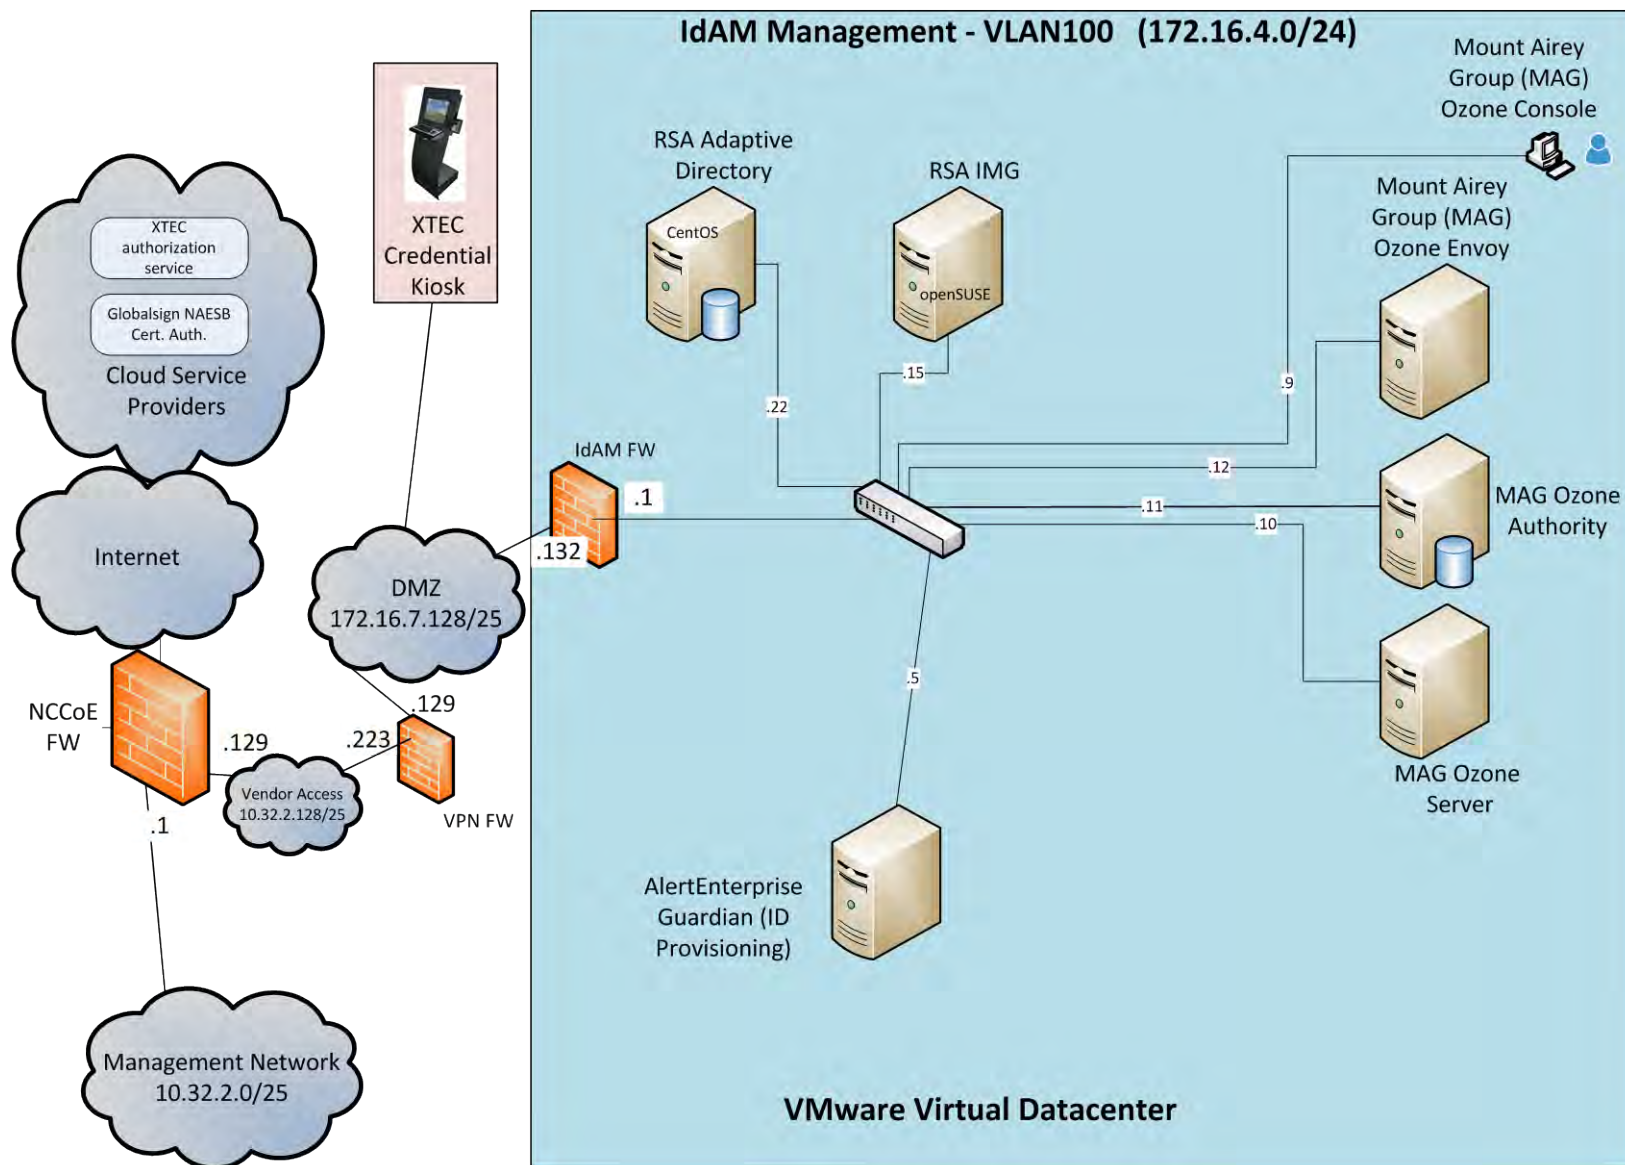 IdAM Management - VLAN100 (172.16.4.0/24)
Mount Airey
Group (MAG)
Ozone Console
RSA Adaptive
Directory
CentOS
RSA IMG
openSUSE
Mount Airey
Group (MAG)
Ozone Envoy
XTEC
authorization
service
Globalsign NAESB
Cert. Auth.
Cloud Service
Providers
XTEC
Credential
Kiosk
.22
.15
.9
.12
.11
.10
.5
IdAM FW
.1
.132
MAG Ozone
Authority
Internet
DMZ
172.16.7.128/25
NCCoE
FW
.129
.223
.129
Vendor Access
10.32.2.128/25
VPN FW
.1
MAG Ozone
Server
AlertEnterprise
Guardian (ID
Provisioning)
Management Network
10.32.2.0/25
VMware Virtual Datacenter